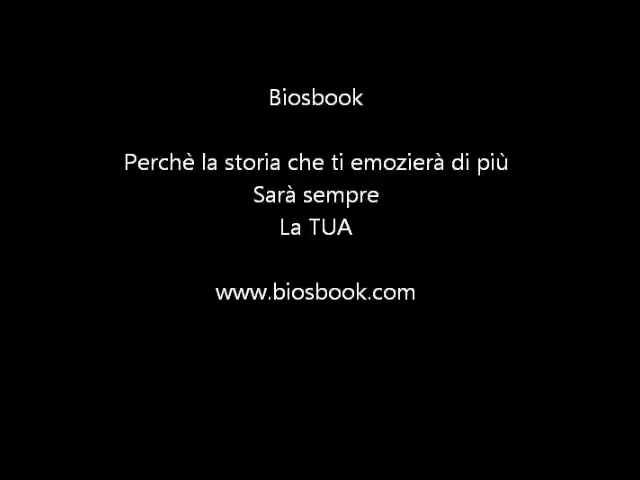 Biosbook
Perchè la storia che ti emozierà di più
Sarà sempre
La TUA
www.biosbook.com